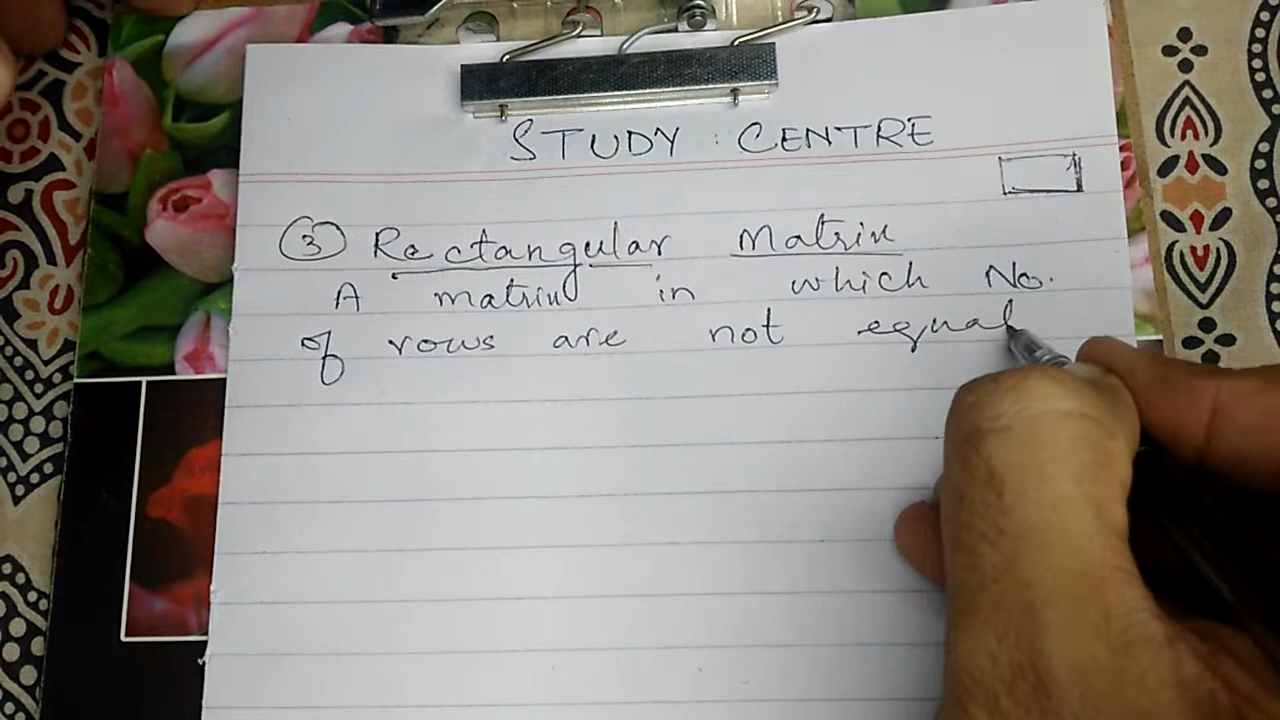 STUDY : CENTRE
③ Rectangular Matrix
A matrix in which No.
of rows are not equal